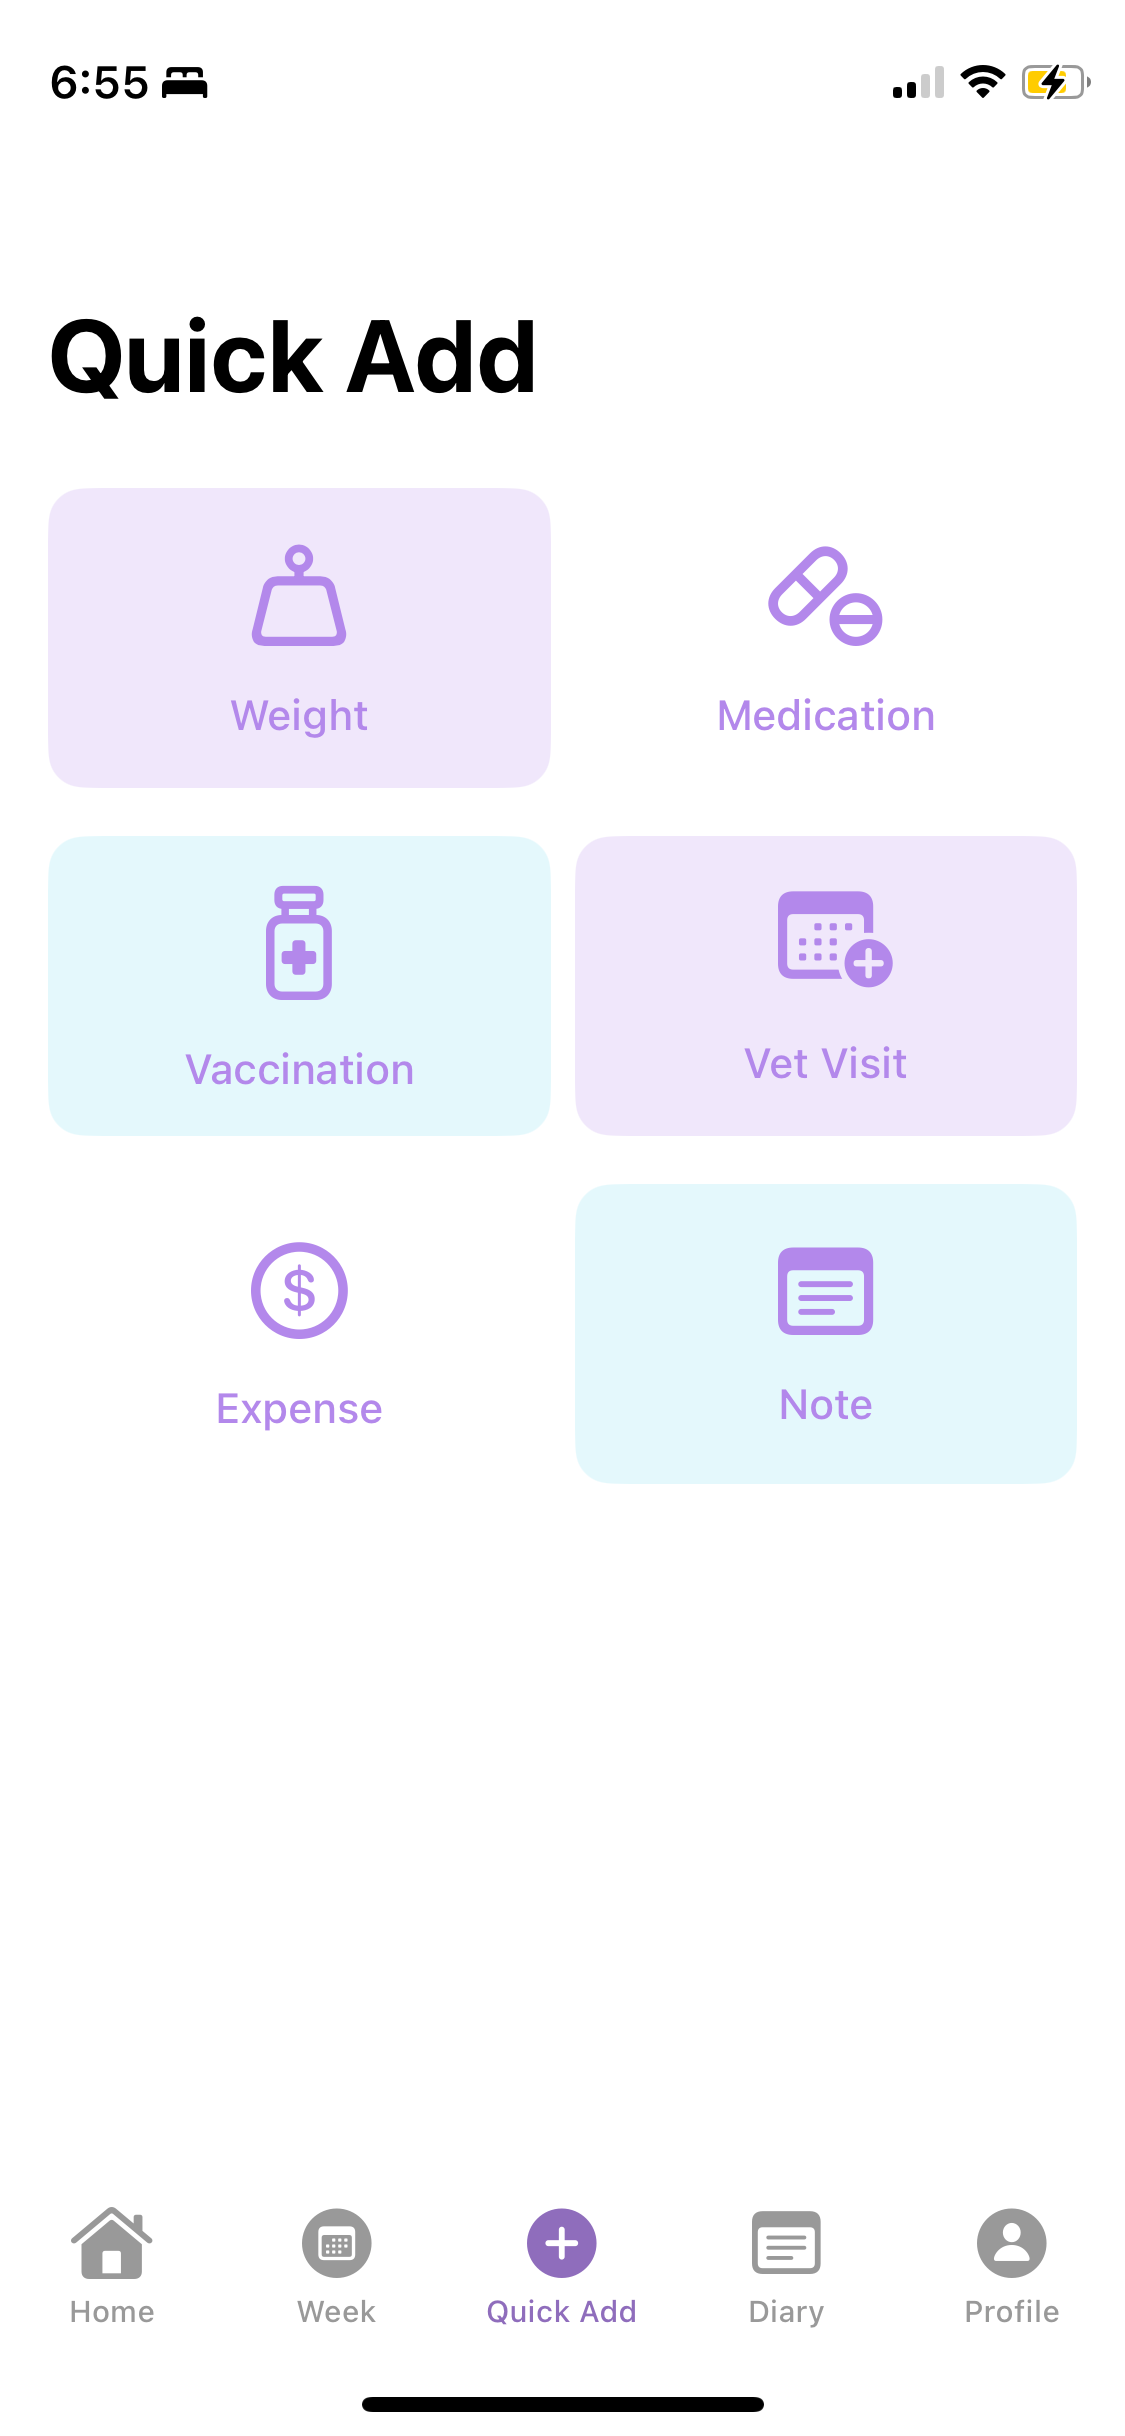 6:55
Quick Add
Weight
Medication
Vaccination
Vet Visit
$
Expense
Note
Home
Week
Quick Add
Diary
Profile